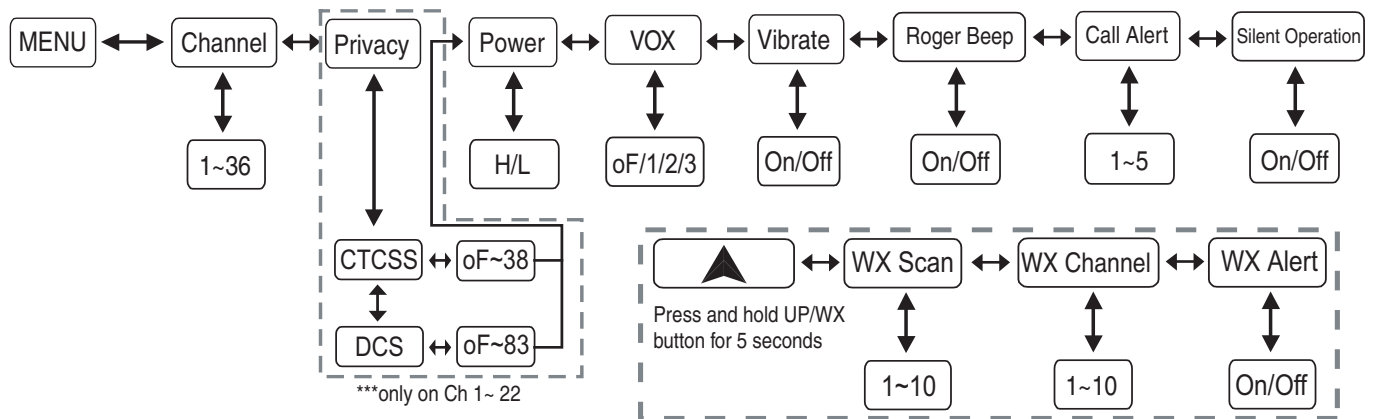 MENU
Channel
Privacy
Power
VOX
Vibrate
Roger Beep
Call Alert
Silent Operation
1~36
H/L
oF/1/2/3
On/Off
On/Off
1~5
On/Off
CTCSS
oF~38
DCS
oF~83
***only on Ch 1~ 22
WX Scan
WX Channel
WX Alert
Press and hold UP/WX
button for 5 seconds
1~10
1~10
On/Off